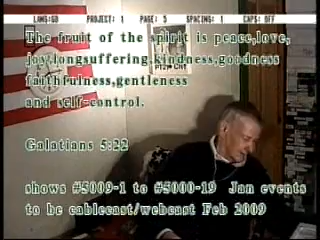 LANG:GO PROJECT: 1 PAGE: 5 SPACING: 1 CAPS: OFF
The fruit of the spirit is peace,love,
joy,longsuffering,kindness,goodness
faithfulness,gentleness
and self-control.
Galatians 5:22
shows #5009-1 to #5000-19 Jan events
to be cablecast/webcast Feb 2009